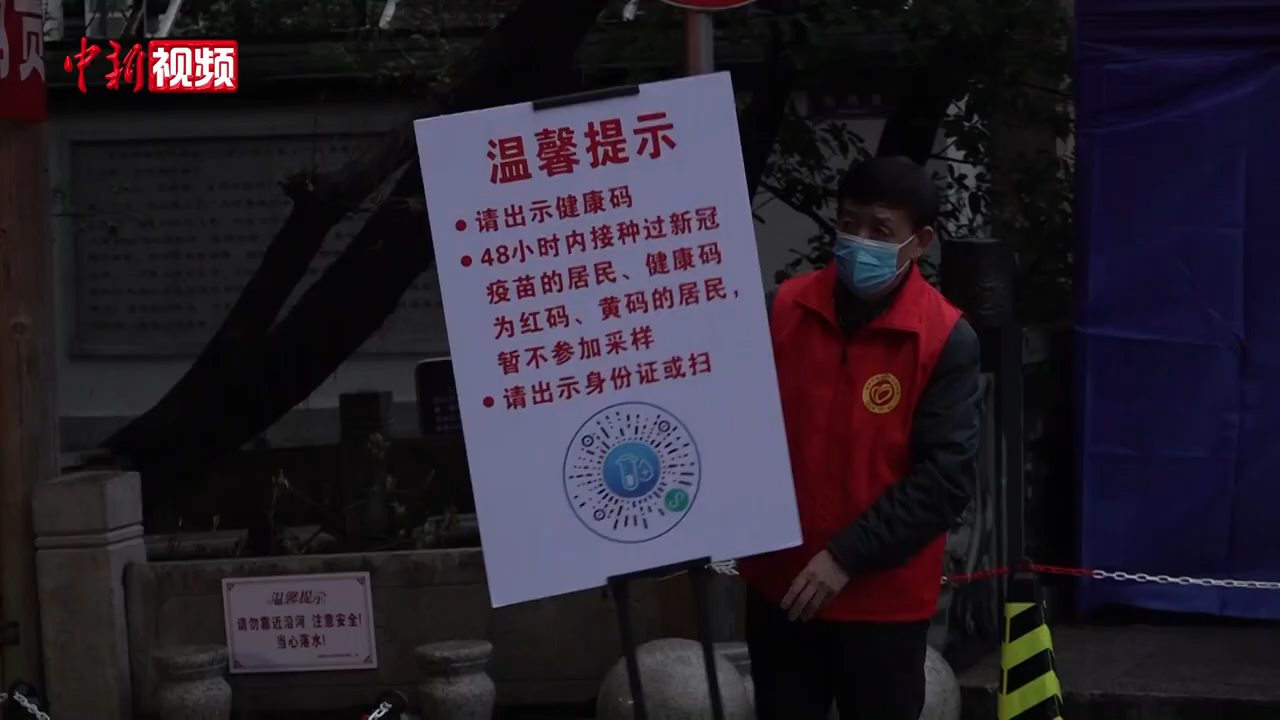 中新视频
温馨提示
●请出示健康码
●48小时内接种过新冠
疫苗的居民、健康码
为红码、黄码的居民，
暂不参加采样
●请出示身份证或扫
温馨提示
请勿靠近沿河 注意安全!
当心落水!